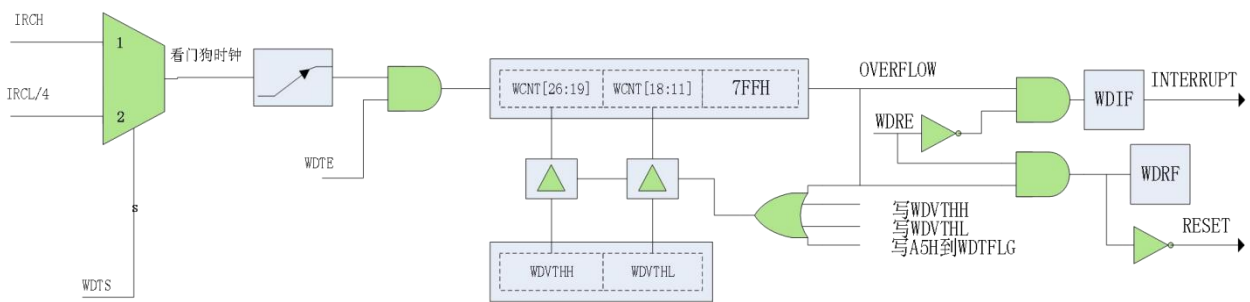 IRCH
1
看门狗时钟
IRCL/4
2
s
WDTS
WDTE
WCNT[26:19]
WCNT[18:11]
7FFH
OVERFLOW
INTERRUPT
WDIF
WDRE
WDRF
RESET
写WDVTHH
写WDVTHL
写A5H到WDTFLG
WDVTHH
WDVTHL